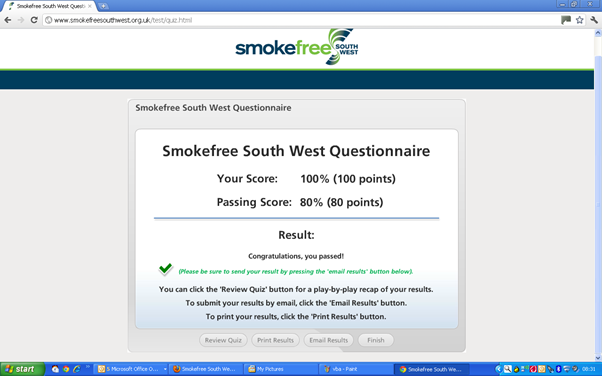 Smokefree South West Questi
www.smokefreesouthwest.org.uk/test/quiz.html
smokefree SOUTH WEST
Smokefree South West Questionnaire
Smokefree South West Questionnaire
Your Score: 100% (100 points)
Passing Score: 80% (80 points)
Result:
Congratulations, you passed!
(Please be sure to send your result by pressing the 'email results' button below).
You can click the 'Review Quiz' button for a play-by-play recap of your results.
To submit your results by email, click the 'Email Results' button.
To print your results, click the 'Print Results' button.
Review Quiz Print Results Email Results Finish
start 5 Microsoft Office O... Smokefree South We... My Pictures vba - Paint Smokefree South We... 08:31